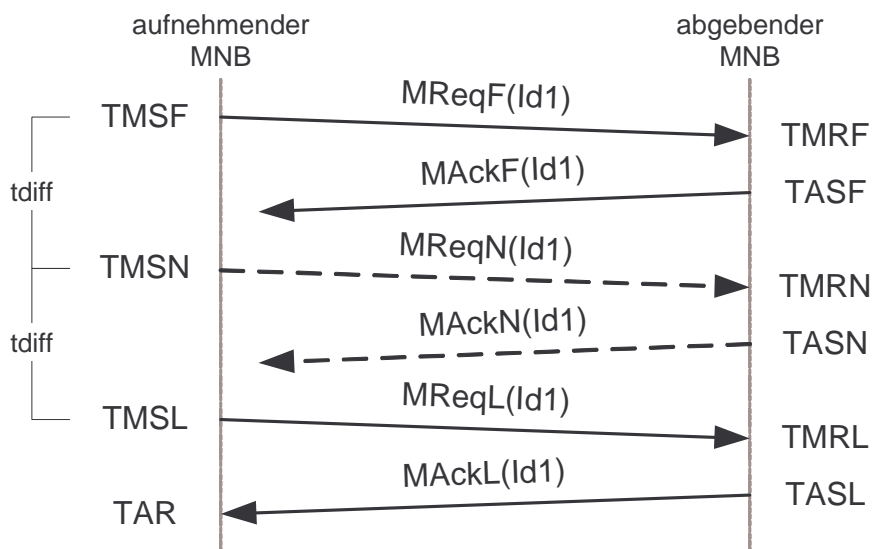 aufnehmender
MNB
abgebender
MNB
MReqF(Id1)
TMSF
TMRF
MAckF(Id1)
TASF
tdiff
MReqN(Id1)
TMSN
TMRN
MAckN(Id1)
TASN
tdiff
MReqL(Id1)
TMSL
TMRL
MAckL(Id1)
TASL
TAR